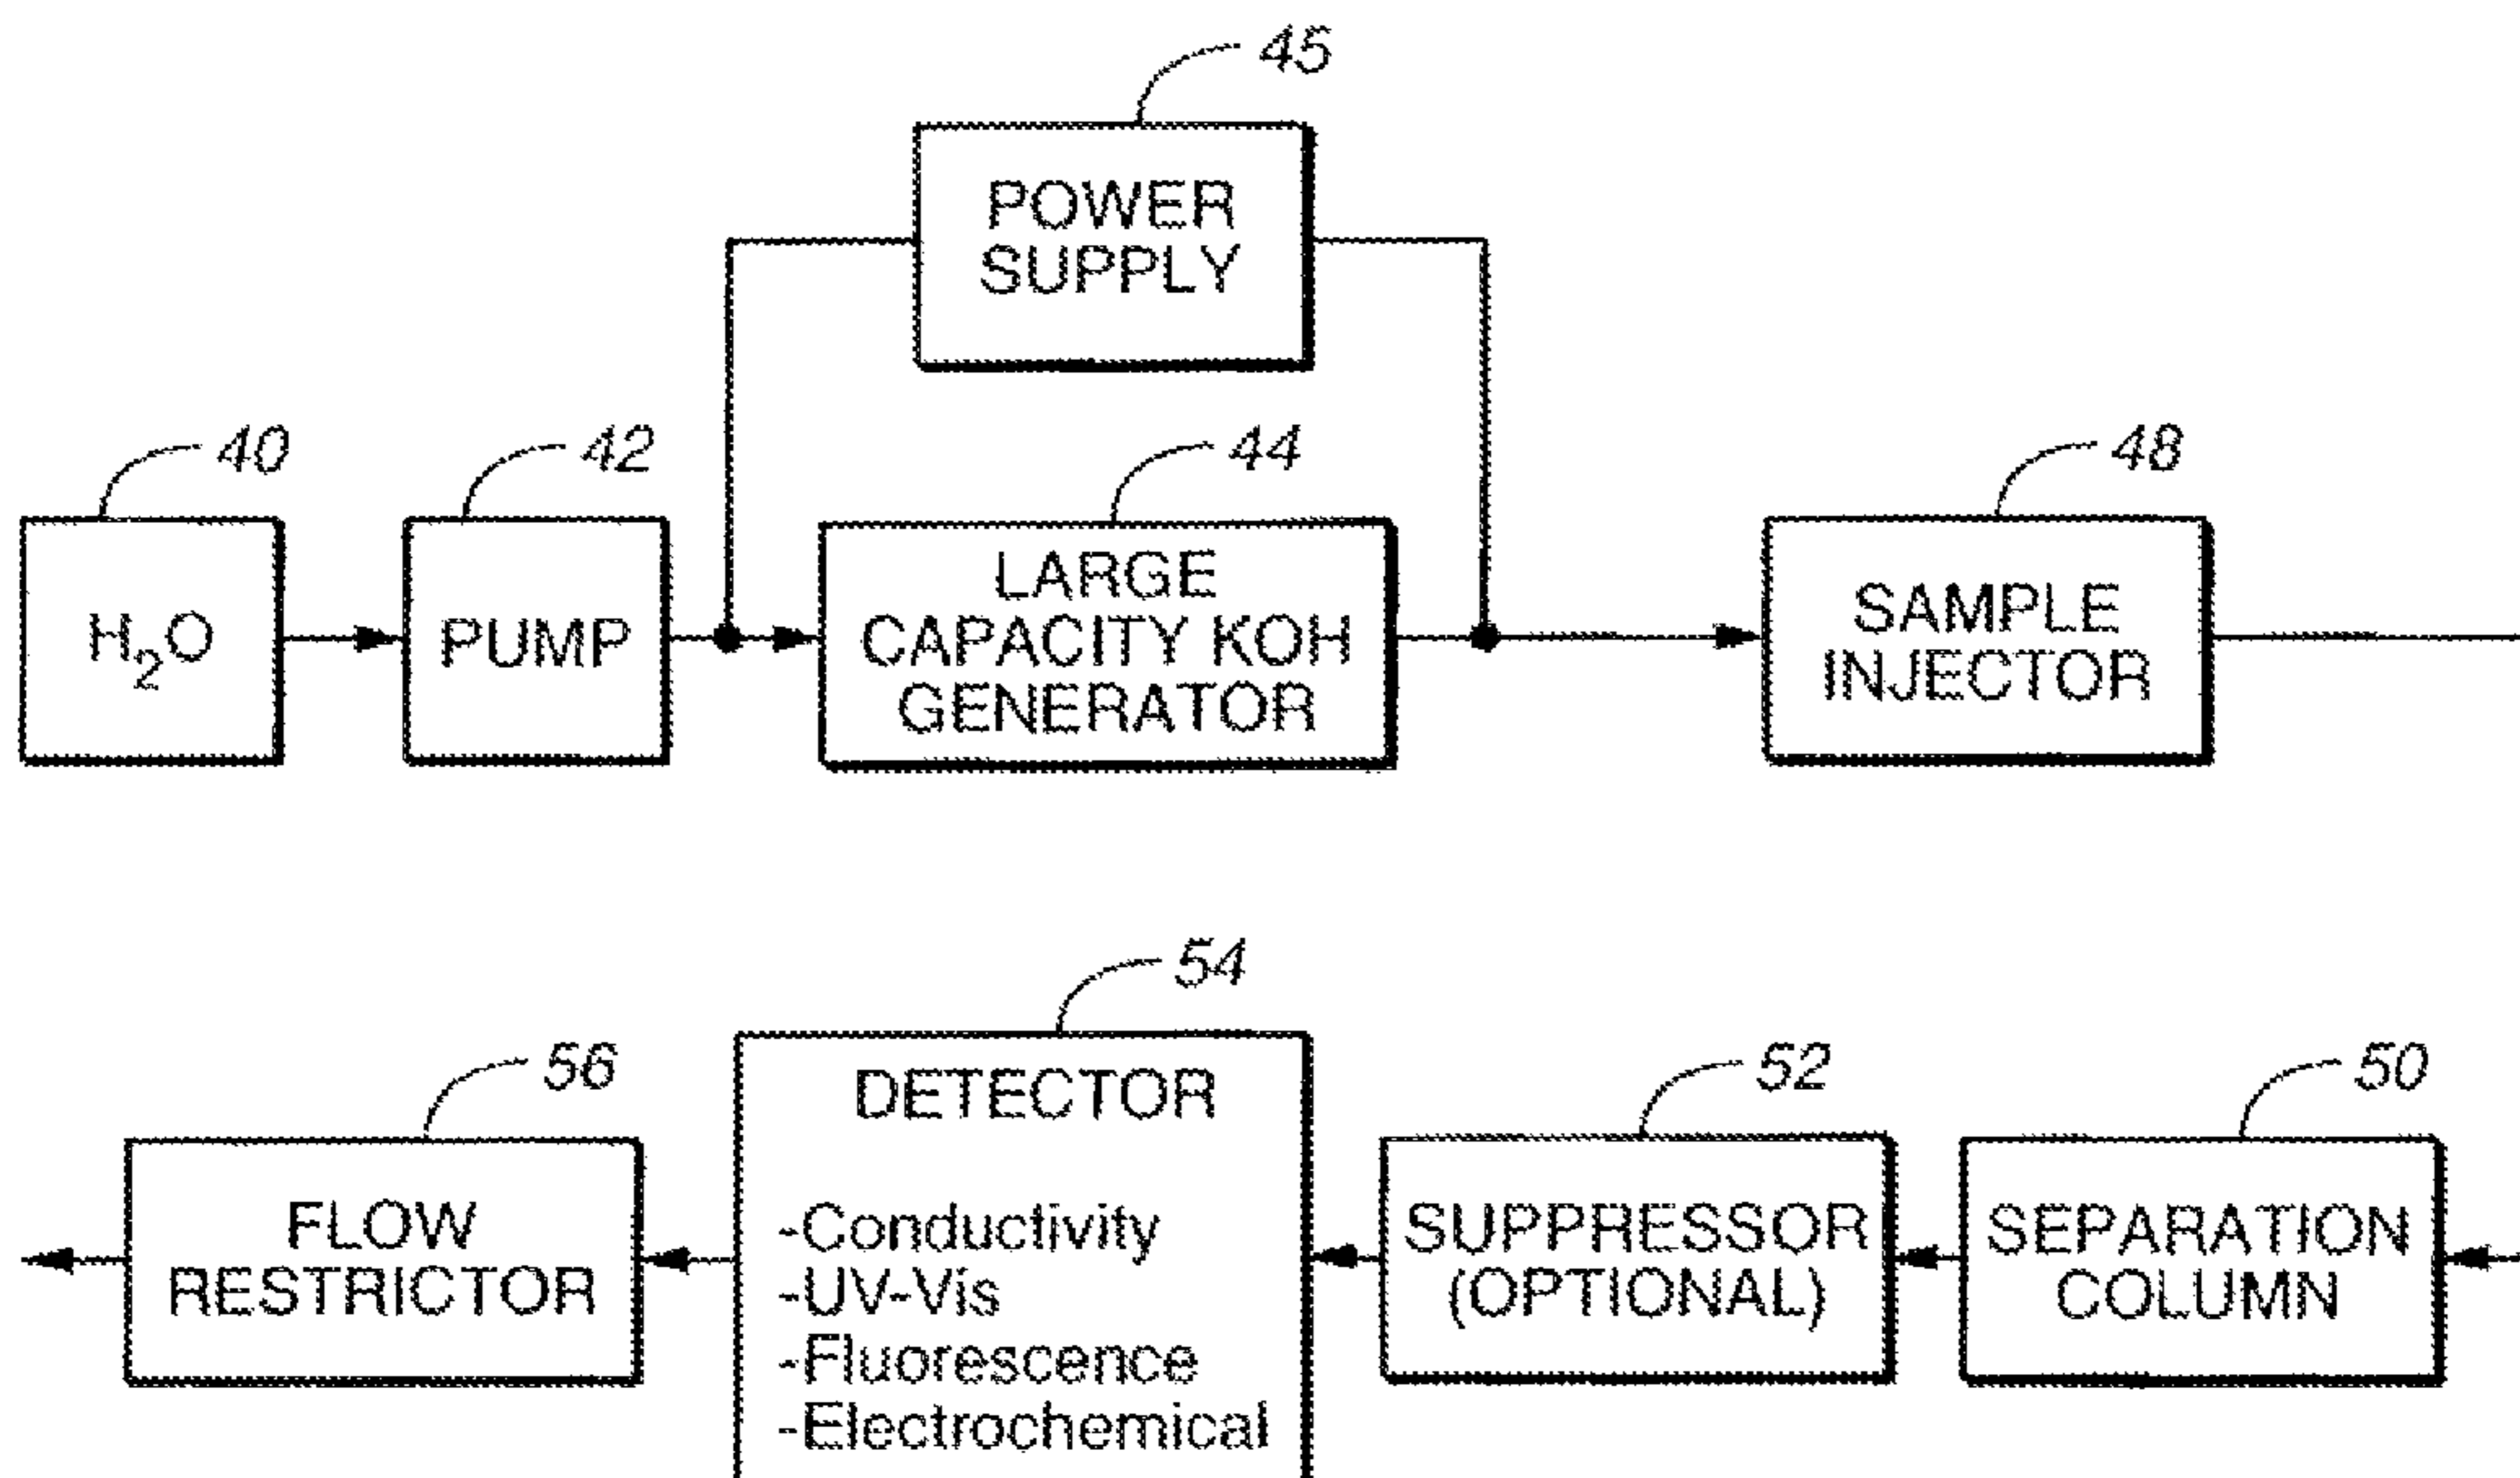 45
POWER
SUPPLY
40
42
44
48
H₂O
PUMP
LARGE
CAPACITY KOH
GENERATOR
SAMPLE
INJECTOR
54
56
52
50
DETECTOR
FLOW
RESTRICTOR
-Conductivity
-UV-Vis
-Fluorescence
-Electrochemical
SUPPRESSOR
(OPTIONAL)
SEPARATION
COLUMN